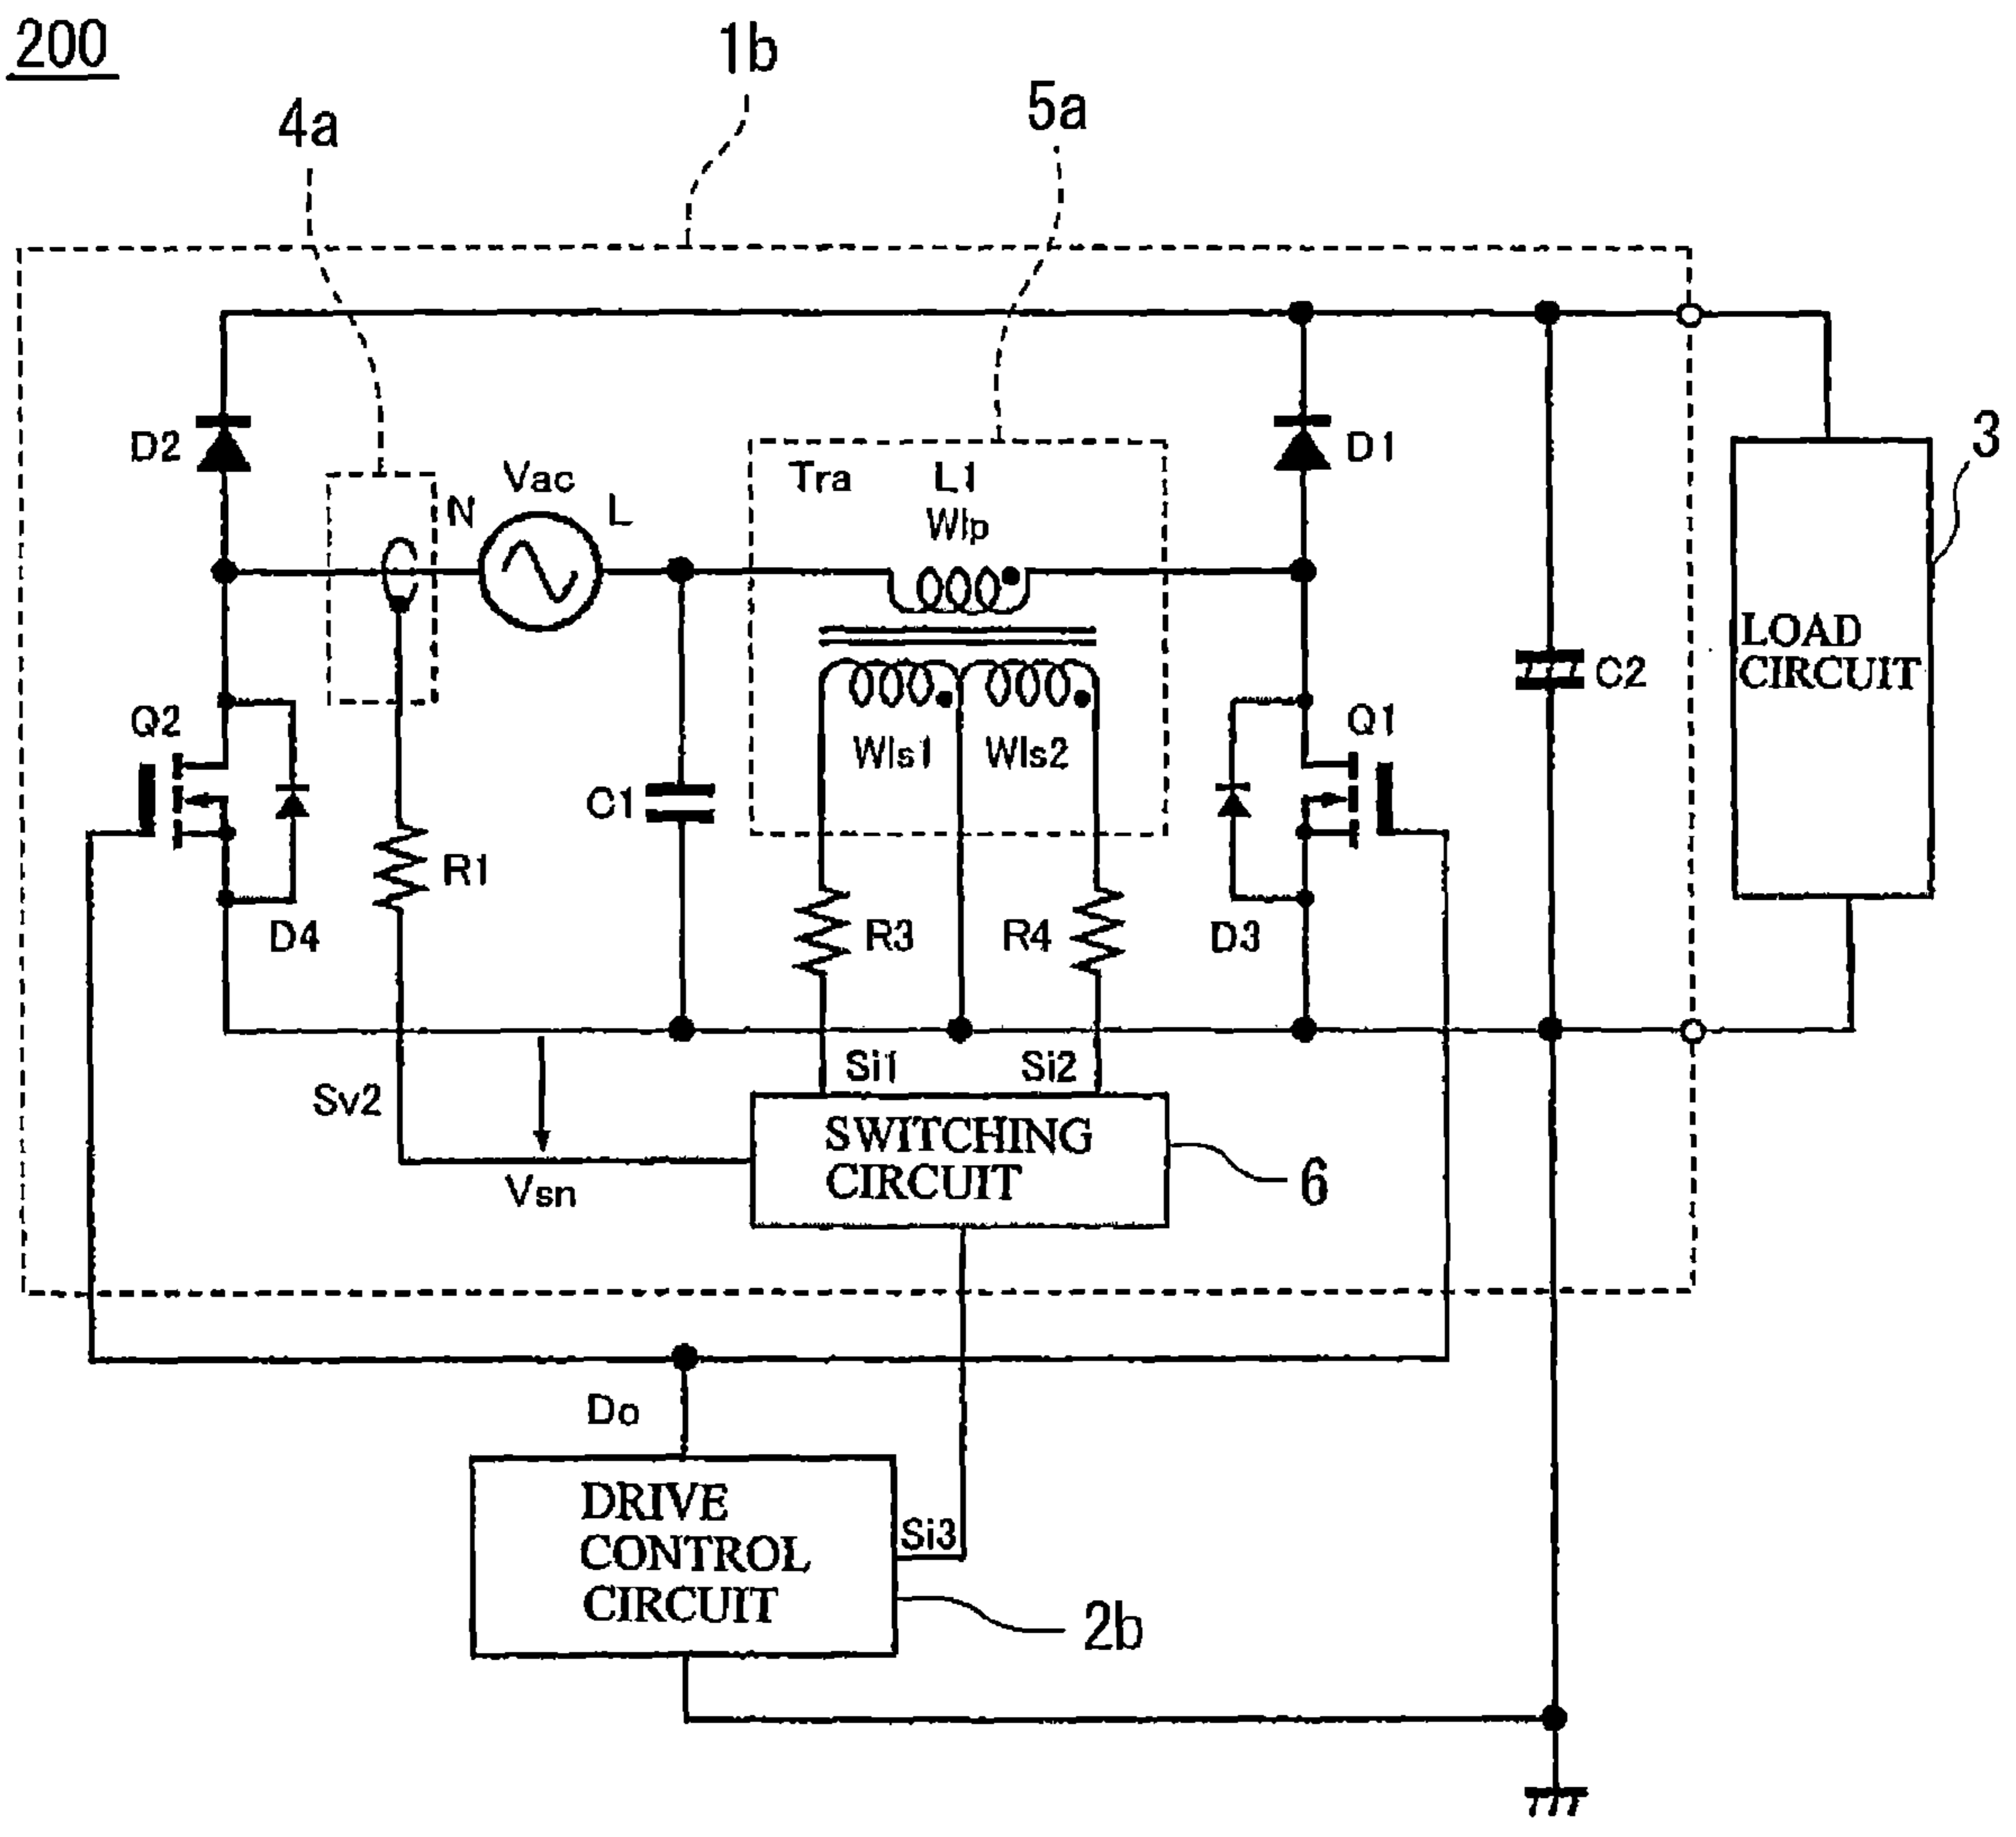 200
1b
4a
5a
D2
N
Vac
L
Tra
L1
Wlp
D1
3
LOAD
CIRCUIT
C2
Q2
Q1
Wls1
Wls2
C1
R1
D4
R3
R4
D3
Sv2
Si1
Si2
SWITCHING
CIRCUIT
6
Vsn
Do
DRIVE
CONTROL
CIRCUIT
Si3
2b